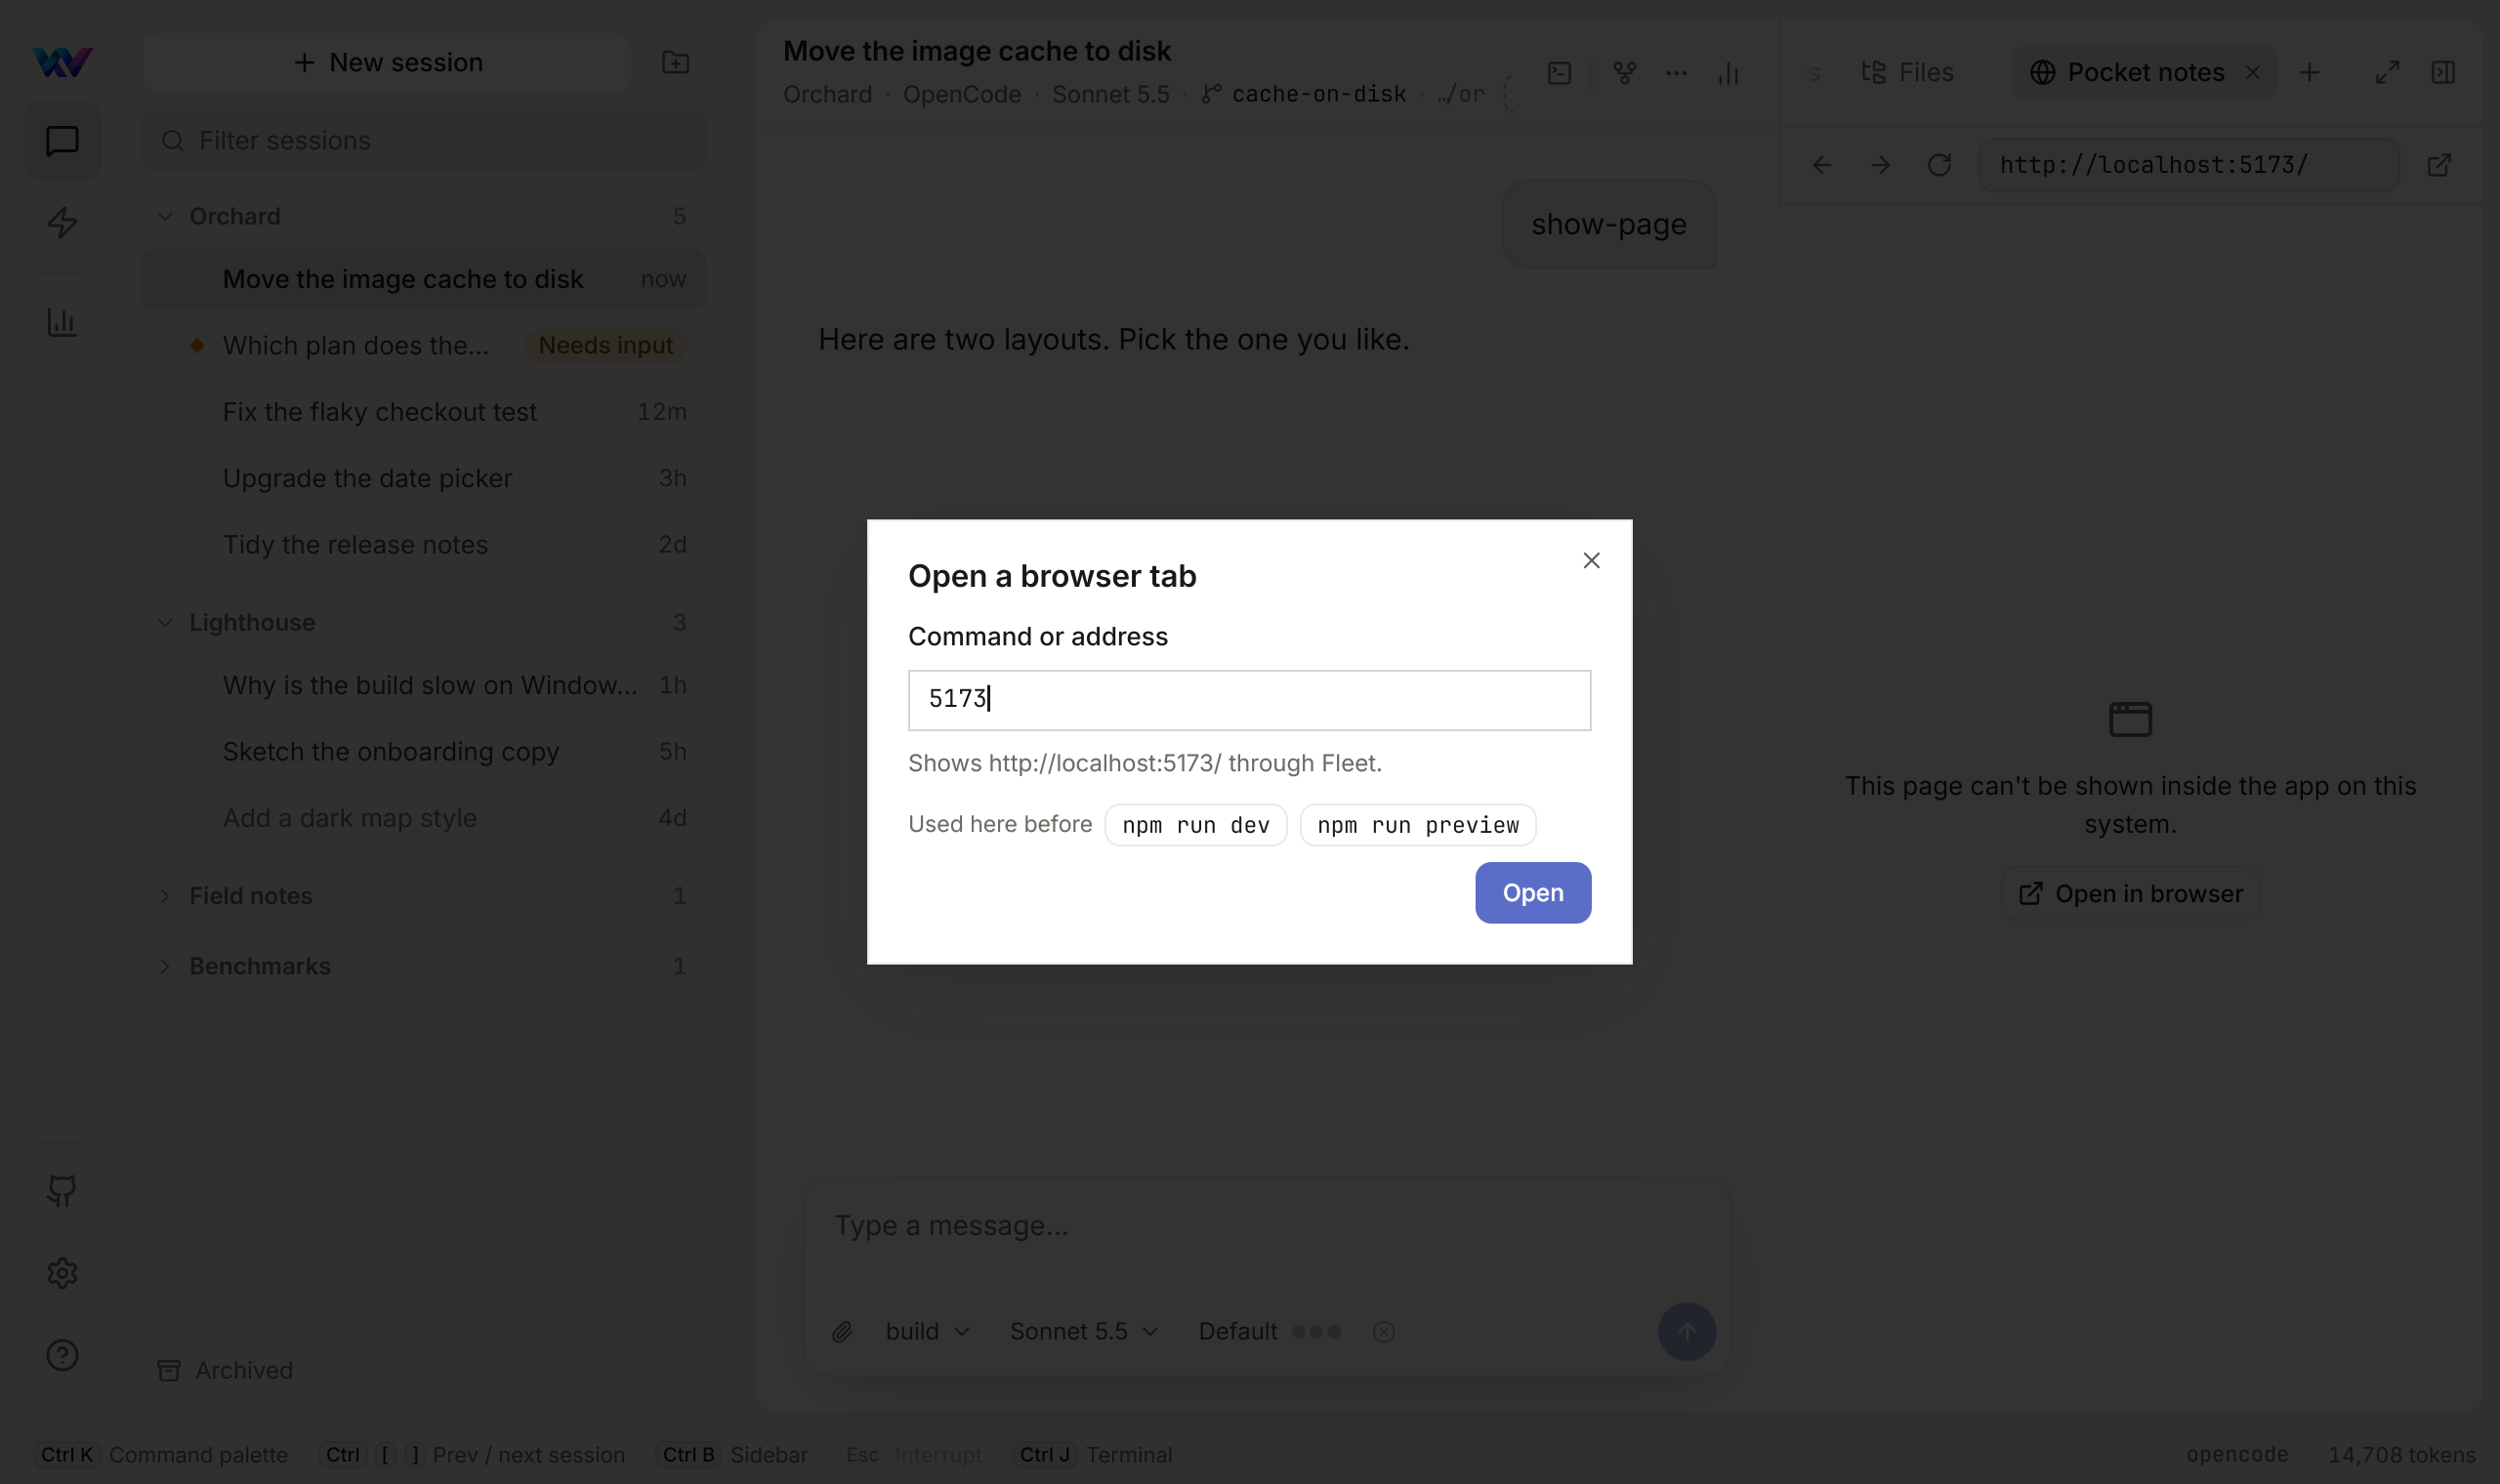 New session
Filter sessions
Orchard 5
Move the image cache to disk now
Which plan does the... Needs input
Fix the flaky checkout test 12m
Upgrade the date picker 3h
Tidy the release notes 2d
Lighthouse 3
Why is the build slow on Window... 1h
Sketch the onboarding copy 5h
Add a dark map style 4d
Field notes 1
Benchmarks 1
Archived
Move the image cache to disk
Orchard · OpenCode · Sonnet 5.5 · cache-on-disk · …/or
show-page
Here are two layouts. Pick the one you like.
Type a message...
build Sonnet 5.5 Default
s Files Pocket notes
http://localhost:5173/
This page can't be shown inside the app on this
system.
Open in browser
Open a browser tab
Command or address
5173
Shows http://localhost:5173/ through Fleet.
Used here before npm run dev npm run preview
Open
Ctrl K Command palette Ctrl [ ] Prev / next session Ctrl B Sidebar Esc Interrupt Ctrl J Terminal opencode 14,708 tokens